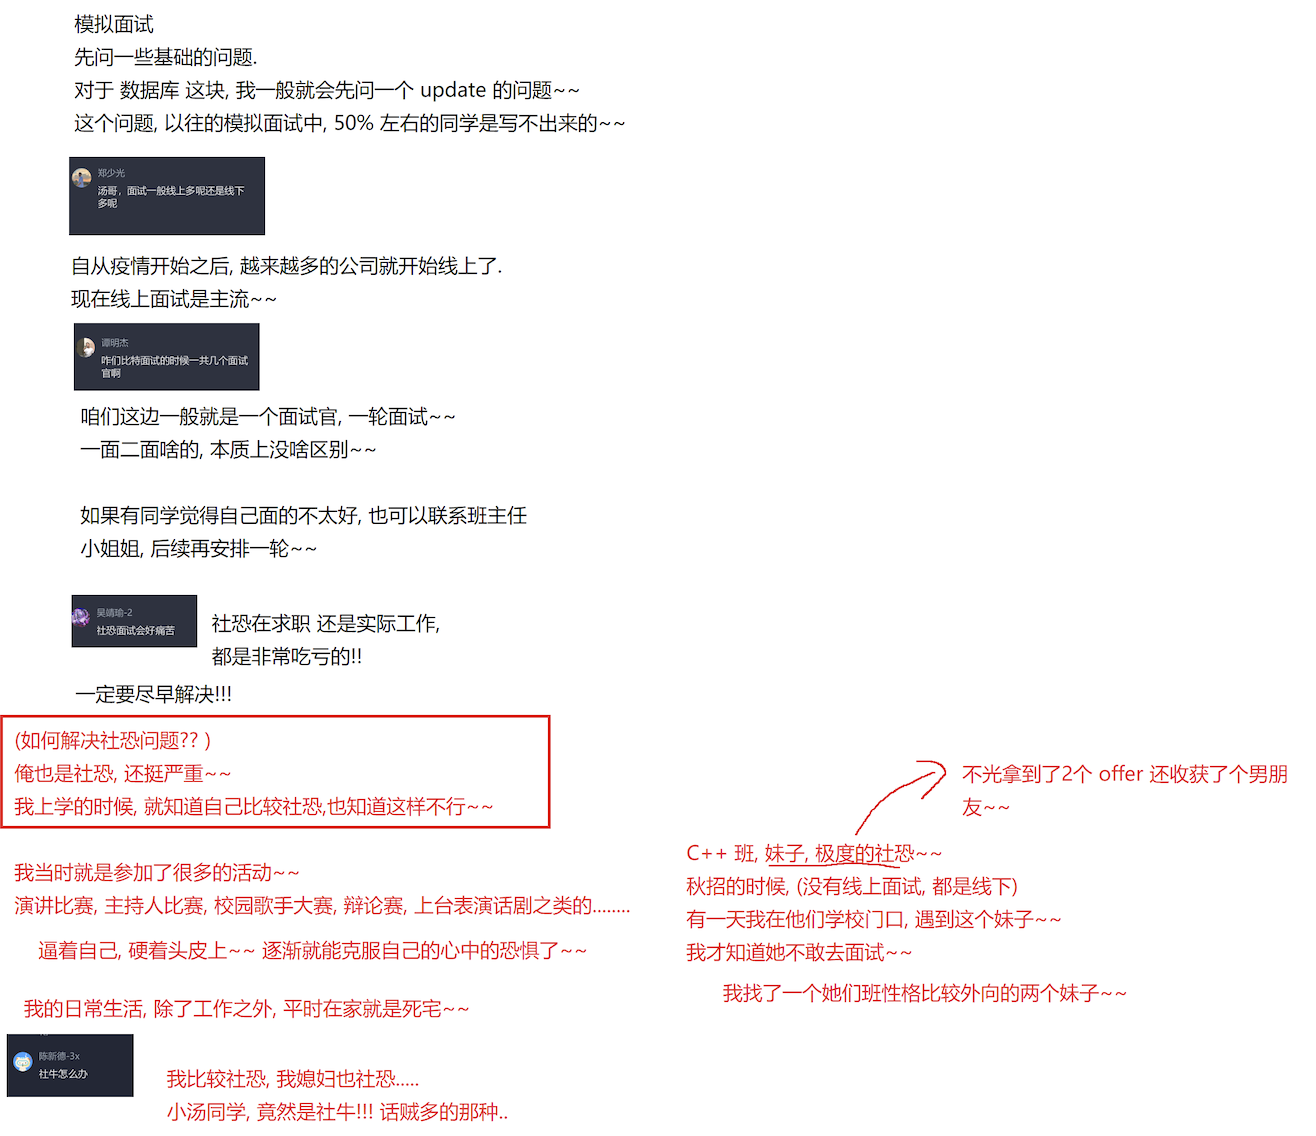 模拟面试
先问一些基础的问题.
对于 数据库 这块, 我一般就会先问一个 update 的问题~~
这个问题, 以往的模拟面试中, 50% 左右的同学是写不出来的~~
郑少光
汤哥，面试一般线上多呢还是线下
多呢
自从疫情开始之后, 越来越多的公司就开始线上了.
现在线上面试是主流~~
谭明杰
咋们比特面试的时候一共几个面试
官啊
咱们这边一般就是一个面试官, 一轮面试~~
一面二面啥的, 本质上没啥区别~~
如果有同学觉得自己面的不太好, 也可以联系班主任
小姐姐, 后续再安排一轮~~
吴靖瑜-2
社恐面试会好痛苦
社恐在求职 还是实际工作,
都是非常吃亏的!!
一定要尽早解决!!!
(如何解决社恐问题?? )
俺也是社恐, 还挺严重~~
我上学的时候, 就知道自己比较社恐,也知道这样不行~~
我当时就是参加了很多的活动~~
演讲比赛, 主持人比赛, 校园歌手大赛, 辩论赛, 上台表演话剧之类的........
逼着自己, 硬着头皮上~~ 逐渐就能克服自己的心中的恐惧了~~
我的日常生活, 除了工作之外, 平时在家就是死宅~~
陈新德-3x
社牛怎么办
我比较社恐, 我媳妇也社恐.....
小汤同学, 竟然是社牛!!! 话贼多的那种..
不光拿到了2个 offer 还收获了个男朋
友~~
C++ 班, 妹子, 极度的社恐~~
秋招的时候, (没有线上面试, 都是线下)
有一天我在他们学校门口, 遇到这个妹子~~
我才知道她不敢去面试~~
我找了一个她们班性格比较外向的两个妹子~~